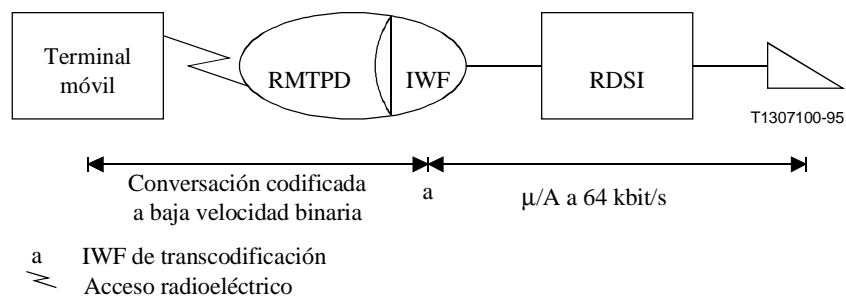 Terminal
móvil
RMTPD
IWF
RDSI
T1307100-95
Conversación codificada
a baja velocidad binaria
a
μ/A a 64 kbit/s
a IWF de transcodificación
Acceso radioeléctrico